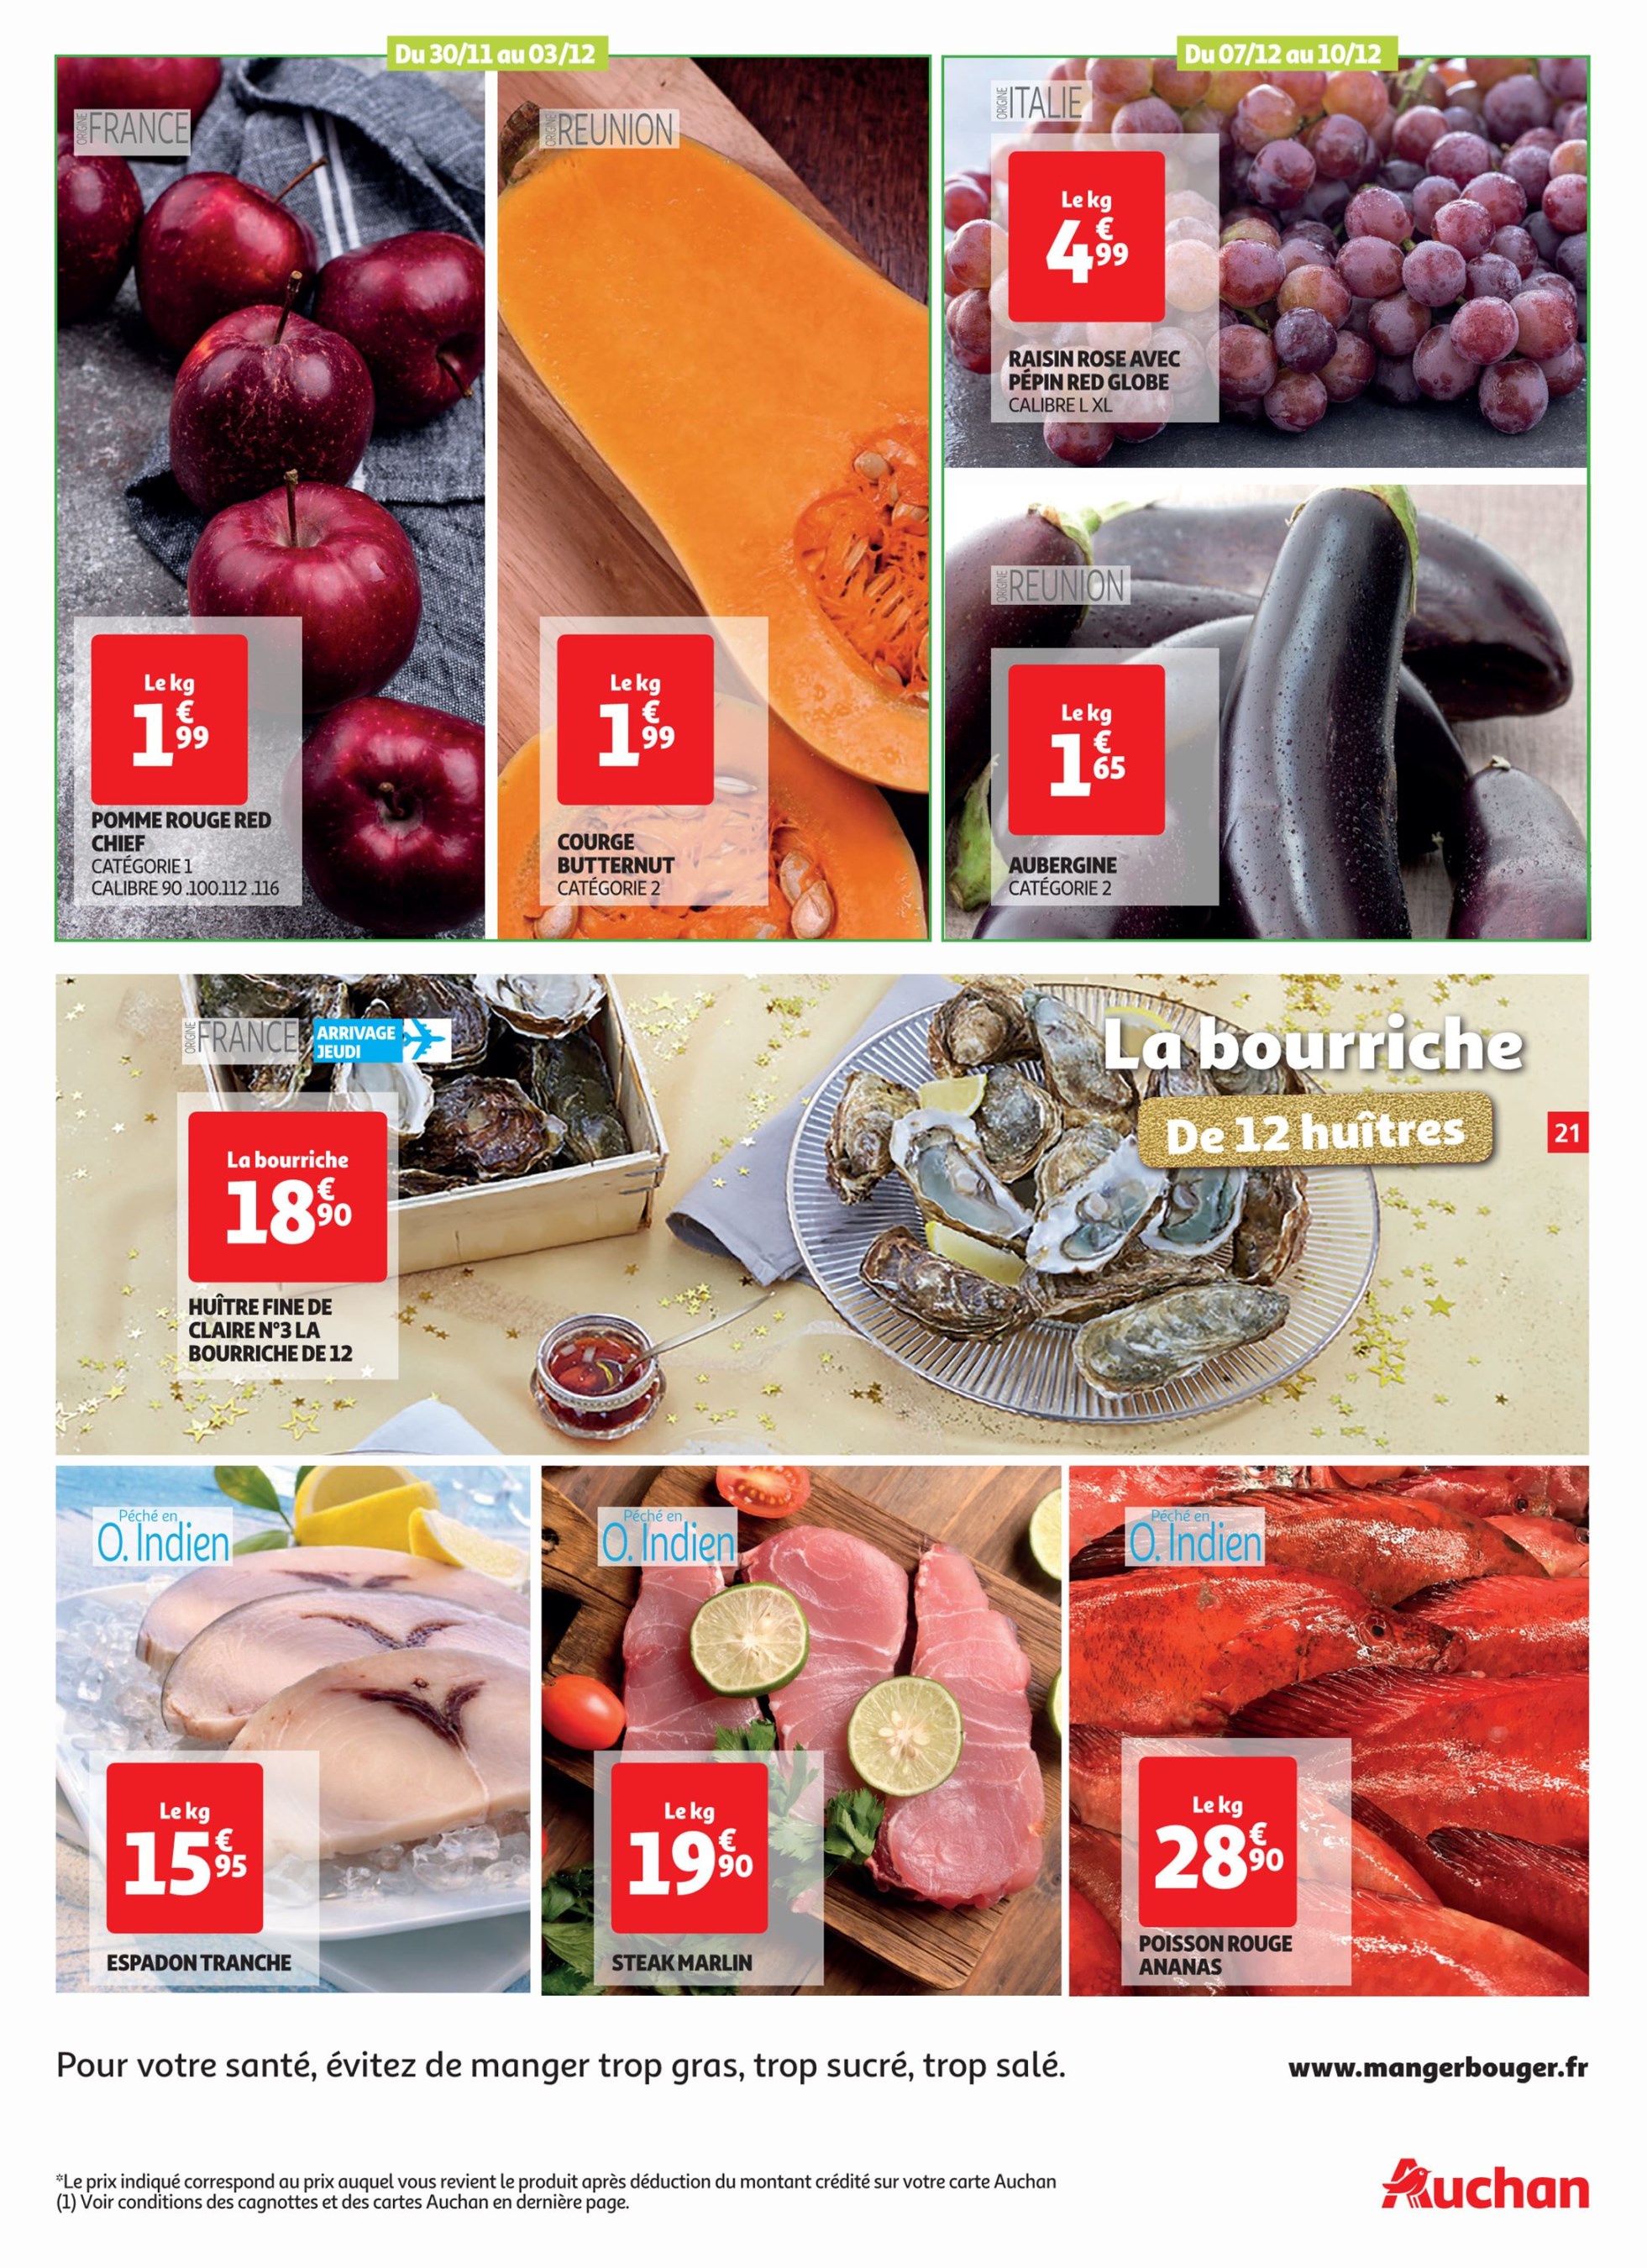 Du 30/11 au 03/12
ORIGINE FRANCE
Le kg
1€99
POMME ROUGE RED
CHIEF
CATÉGORIE 1
CALIBRE 90 .100.112 .116
ORIGINE REUNION
Le kg
1€99
COURGE
BUTTERNUT
CATÉGORIE 2
Du 07/12 au 10/12
ORIGINE ITALIE
Le kg
4€99
RAISIN ROSE AVEC
PÉPIN RED GLOBE
CALIBRE L XL
ORIGINE REUNION
Le kg
1€65
AUBERGINE
CATÉGORIE 2
ORIGINE FRANCE
ARRIVAGE
JEUDI
La bourriche
18€90
HUÎTRE FINE DE
CLAIRE N°3 LA
BOURRICHE DE 12
La bourriche
De 12 huîtres
21
Péché en
O. Indien
Le kg
15€95
ESPADON TRANCHE
Péché en
O. Indien
Le kg
19€90
STEAK MARLIN
Péché en
O. Indien
Le kg
28€90
POISSON ROUGE
ANANAS
Pour votre santé, évitez de manger trop gras, trop sucré, trop salé.
www.mangerbouger.fr
*Le prix indiqué correspond au prix auquel vous revient le produit après déduction du montant crédité sur votre carte Auchan
(1) Voir conditions des cagnottes et des cartes Auchan en dernière page.
Auchan